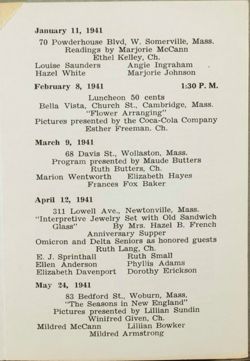 January 11, 1941
70 Powderhouse Blvd, W. Somerville, Mass.
Readings by Marjorie McCann
Ethel Kelley, Ch.
Louise Saunders Angie Ingraham
Hazel White Marjorie Johnson
February 8, 1941 1:30 P. M.
Luncheon 50 cents
Bella Vista, Church St., Cambridge, Mass.
"Flower Arranging"
Pictures presented by the Coca-Cola Company
Esther Freeman, Ch.
March 9, 1941
68 Davis St., Wollaston, Mass.
Program presented by Maude Butters
Ruth Butters, Ch.
Marion Wentworth Elizabeth Hayes
Frances Fox Baker
April 12, 1941
311 Lowell Ave., Newtonville, Mass.
"Interpretive Jewelry Set with Old Sandwich
Glass" By Mrs. Hazel B. French
Anniversary Supper
Omicron and Delta Seniors as honored guests
Ruth Lang, Ch.
E. J. Sprinthall Ruth Small
Ellen Anderson Phyllis Adams
Elizabeth Davenport Dorothy Erickson
May 24, 1941
83 Bedford St., Woburn, Mass.
"The Seasons in New England"
Pictures presented by Lillian Sundin
Winifred Given, Ch.
Mildred McCann Lillian Bowker
Mildred Armstrong